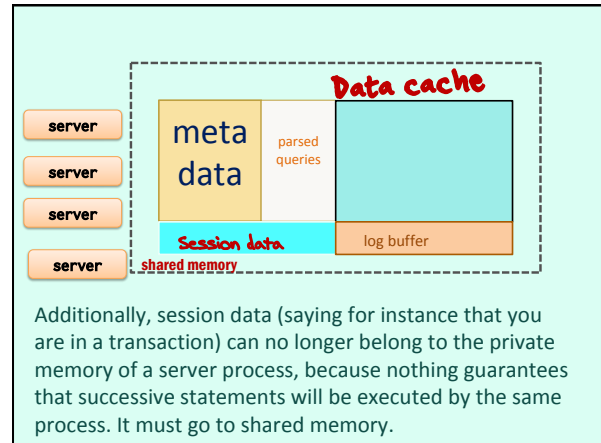 Data cache
server
server
server
server
meta
data
parsed
queries
Session data
log buffer
shared memory
Additionally, session data (saying for instance that you
are in a transaction) can no longer belong to the private
memory of a server process, because nothing guarantees
that successive statements will be executed by the same
process. It must go to shared memory.